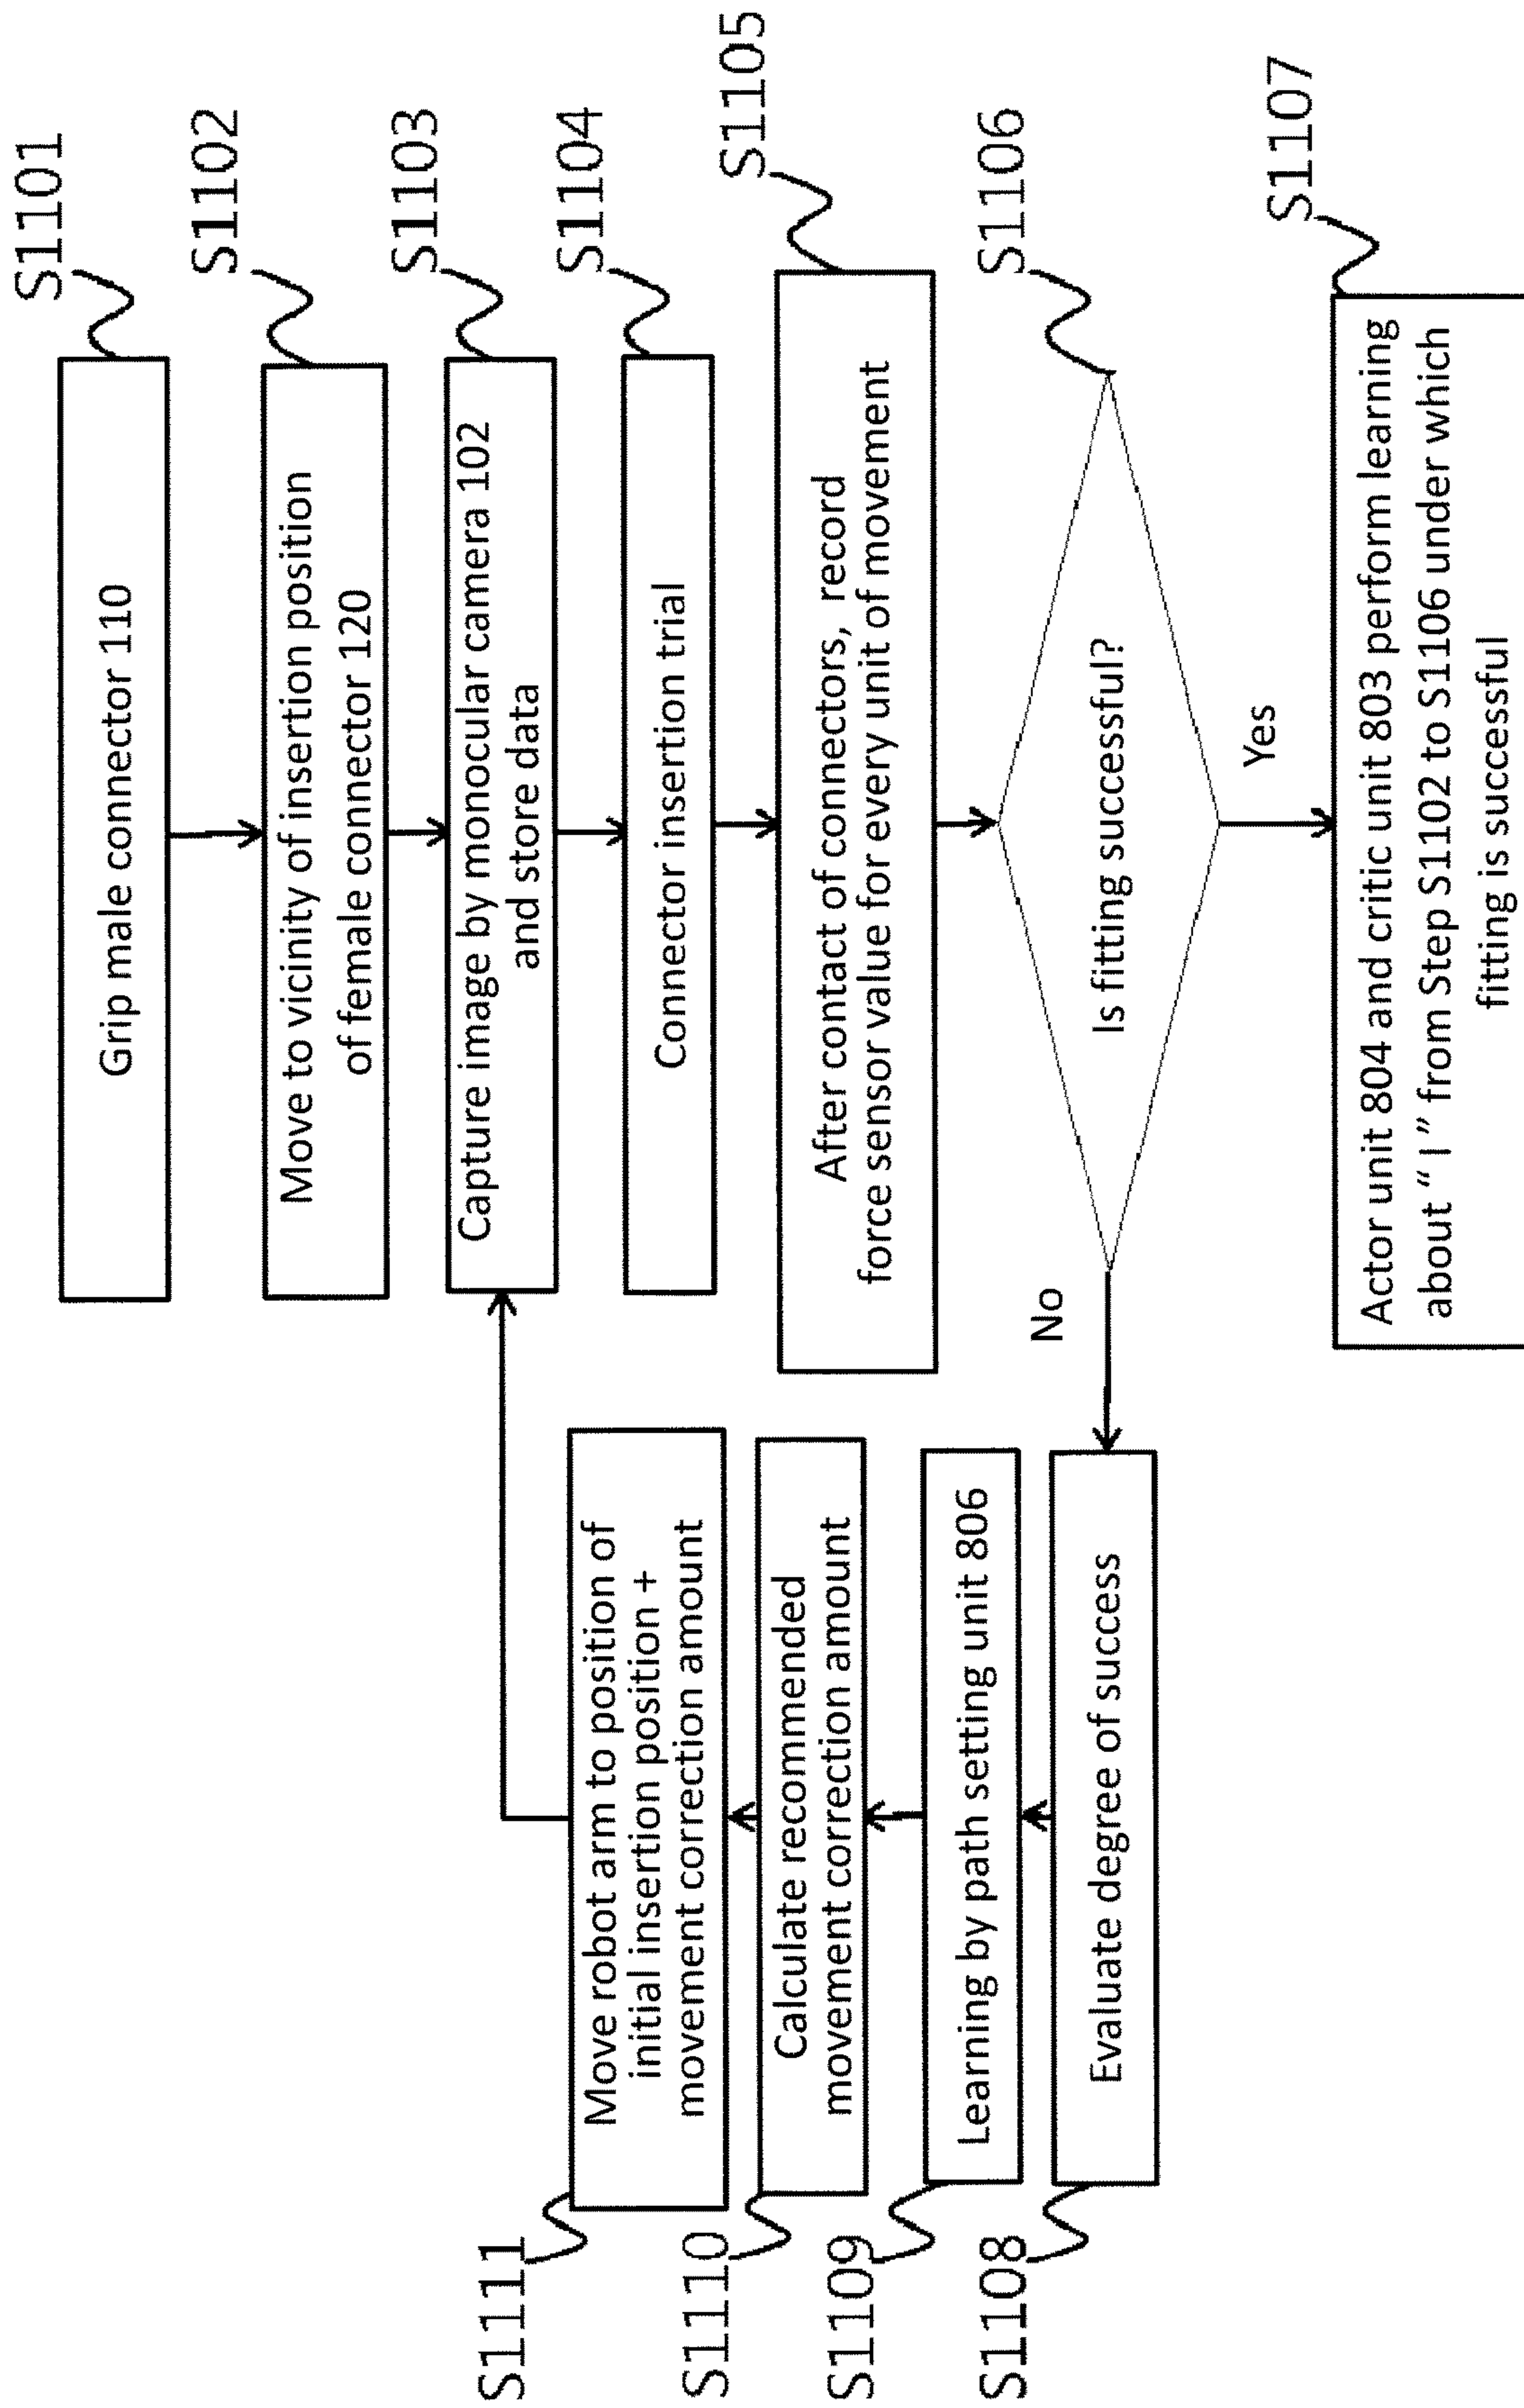 S1101
Grip male connector 110
S1102
Move to vicinity of insertion position
of female connector 120
S1103
Capture image by monocular camera 102
and store data
S1104
Connector insertion trial
S1105
After contact of connectors, record
force sensor value for every unit of movement
S1106
Is fitting successful?
Yes
No
S1107
Actor unit 804 and critic unit 803 perform learning
about “ I ” from Step S1102 to S1106 under which
fitting is successful
S1108
Evaluate degree of success
S1109
Learning by path setting unit 806
S1110
Calculate recommended
movement correction amount
S1111
Move robot arm to position of
initial insertion position +
movement correction amount